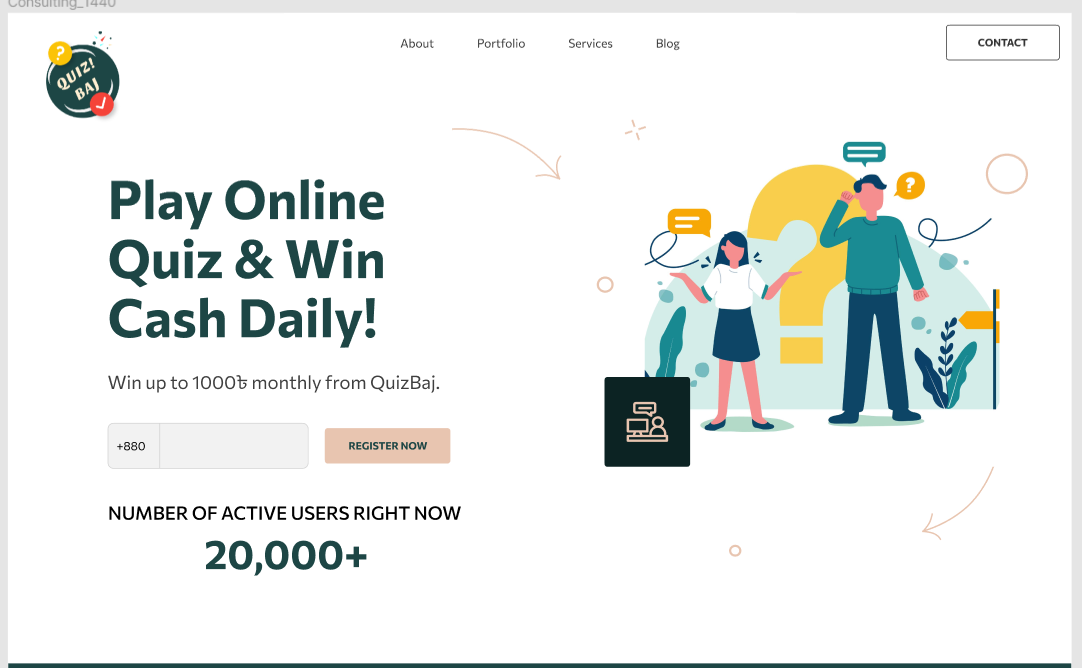 Consulting_1440
QUIZ!
BAJ
About
Portfolio
Services
Blog
CONTACT
?
?
Play Online
Quiz & Win
Cash Daily!
Win up to 1000৳ monthly from QuizBaj.
+880
REGISTER NOW
NUMBER OF ACTIVE USERS RIGHT NOW
20,000+